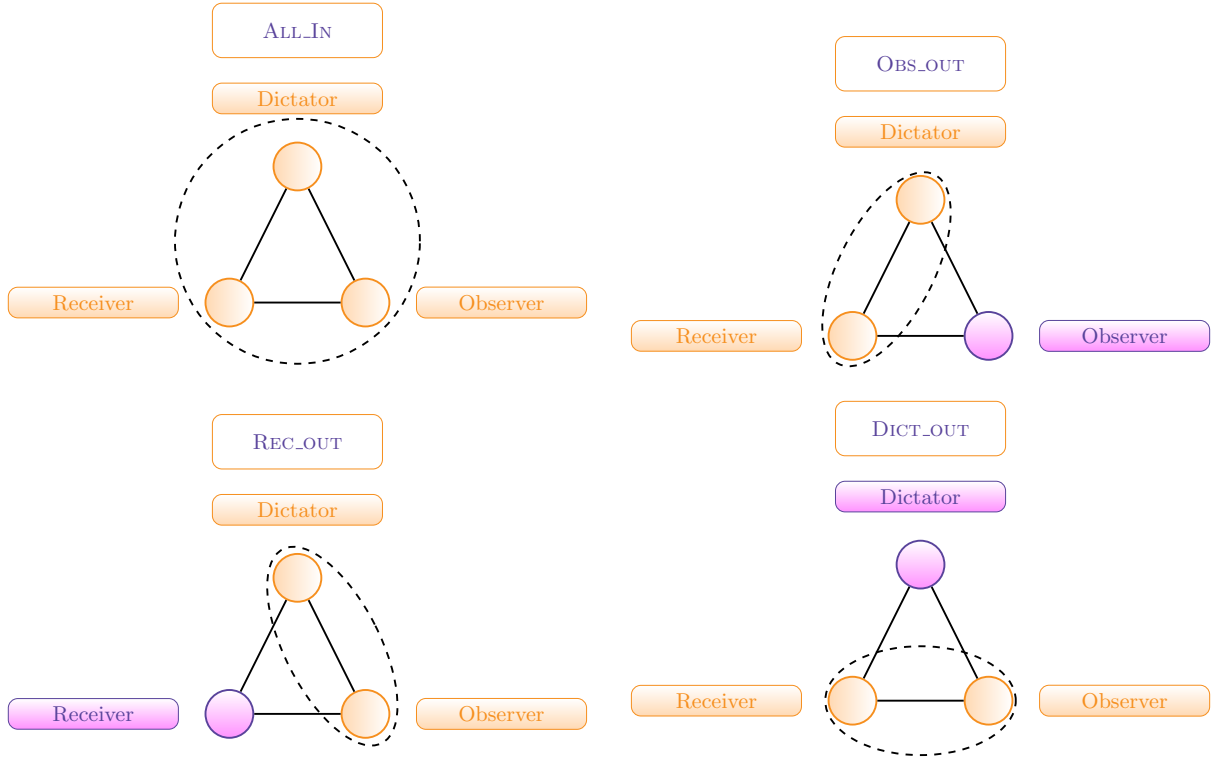 ALL_IN
Dictator
Receiver
Observer
OBS_OUT
Dictator
Receiver
Observer
REC_OUT
Dictator
Receiver
Observer
DICT_OUT
Dictator
Receiver
Observer